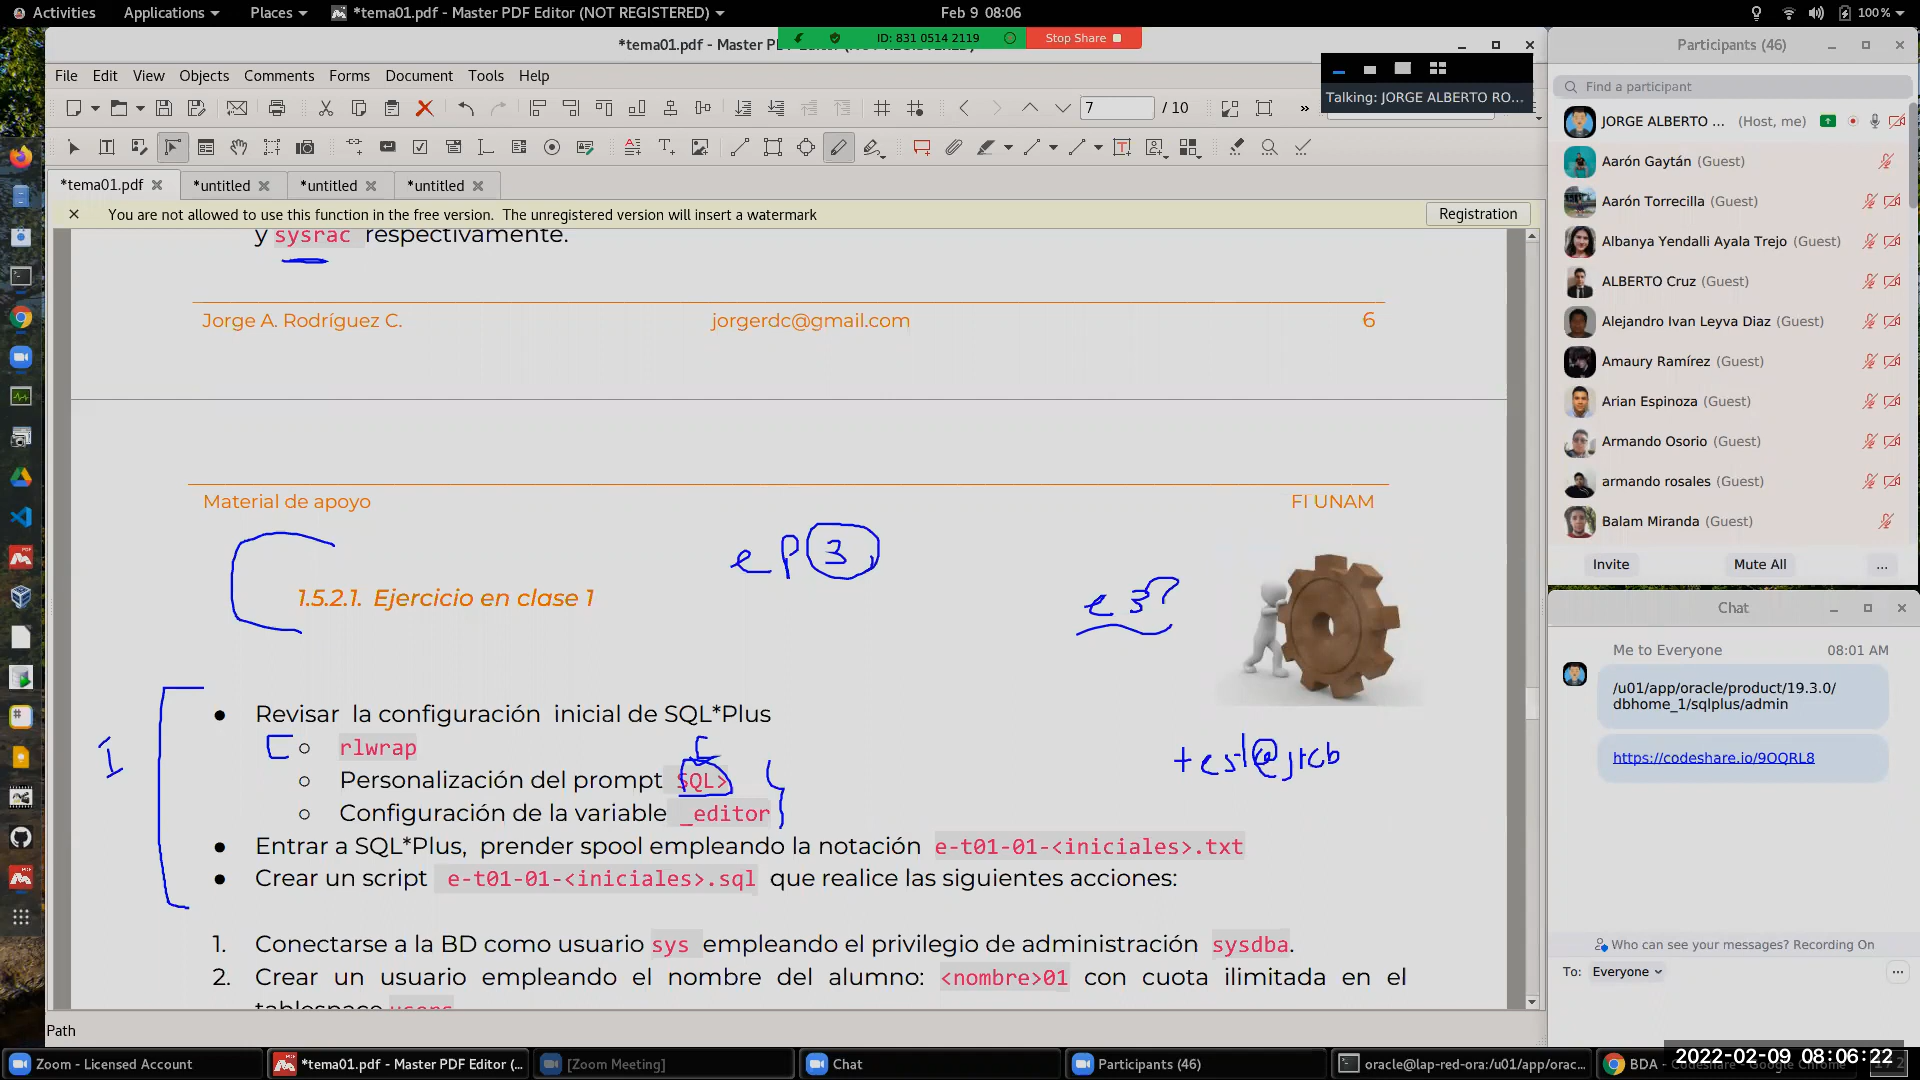 Activities Applications Places *tema01.pdf - Master PDF Editor (NOT REGISTERED) Feb 9 08:06 100%
*tema01.pdf - Master P
ID: 831 0514 2119 Stop Share
File Edit View Objects Comments Forms Document Tools Help
Talking: JORGE ALBERTO RO...
7 / 10
*tema01.pdf *untitled *untitled *untitled
You are not allowed to use this function in the free version. The unregistered version will insert a watermark Registration
y sysrac respectivamente.
Jorge A. Rodríguez C. jorgerdc@gmail.com 6
Material de apoyo FI UNAM
e p 3
1.5.2.1. Ejercicio en clase 1
e 3?
I
Revisar la configuración inicial de SQL*Plus
rlwrap
Personalización del prompt SQL>
Configuración de la variable _editor
Entrar a SQL*Plus, prender spool empleando la notación e-t01-01-<iniciales>.txt
Crear un script e-t01-01-<iniciales>.sql que realice las siguientes acciones:
1. Conectarse a la BD como usuario sys empleando el privilegio de administración sysdba.
2. Crear un usuario empleando el nombre del alumno: <nombre>01 con cuota ilimitada en el
tablespace users
Path
Participants (46)
Find a participant
JORGE ALBERTO ... (Host, me)
Aarón Gaytán (Guest)
Aarón Torrecilla (Guest)
Albanya Yendalli Ayala Trejo (Guest)
ALBERTO Cruz (Guest)
Alejandro Ivan Leyva Diaz (Guest)
Amaury Ramírez (Guest)
Arian Espinoza (Guest)
Armando Osorio (Guest)
armando rosales (Guest)
Balam Miranda (Guest)
Invite Mute All ...
Chat
Me to Everyone 08:01 AM
/u01/app/oracle/product/19.3.0/
dbhome_1/sqlplus/admin
https://codeshare.io/9OQRL8
Who can see your messages? Recording On
To: Everyone
Zoom - Licensed Account *tema01.pdf - Master PDF Editor (... [Zoom Meeting] Chat Participants (46) oracle@lap-red-ora:/u01/app/orac... BDA - Codeshare - Google Chrome
2022-02-09 08:06:22